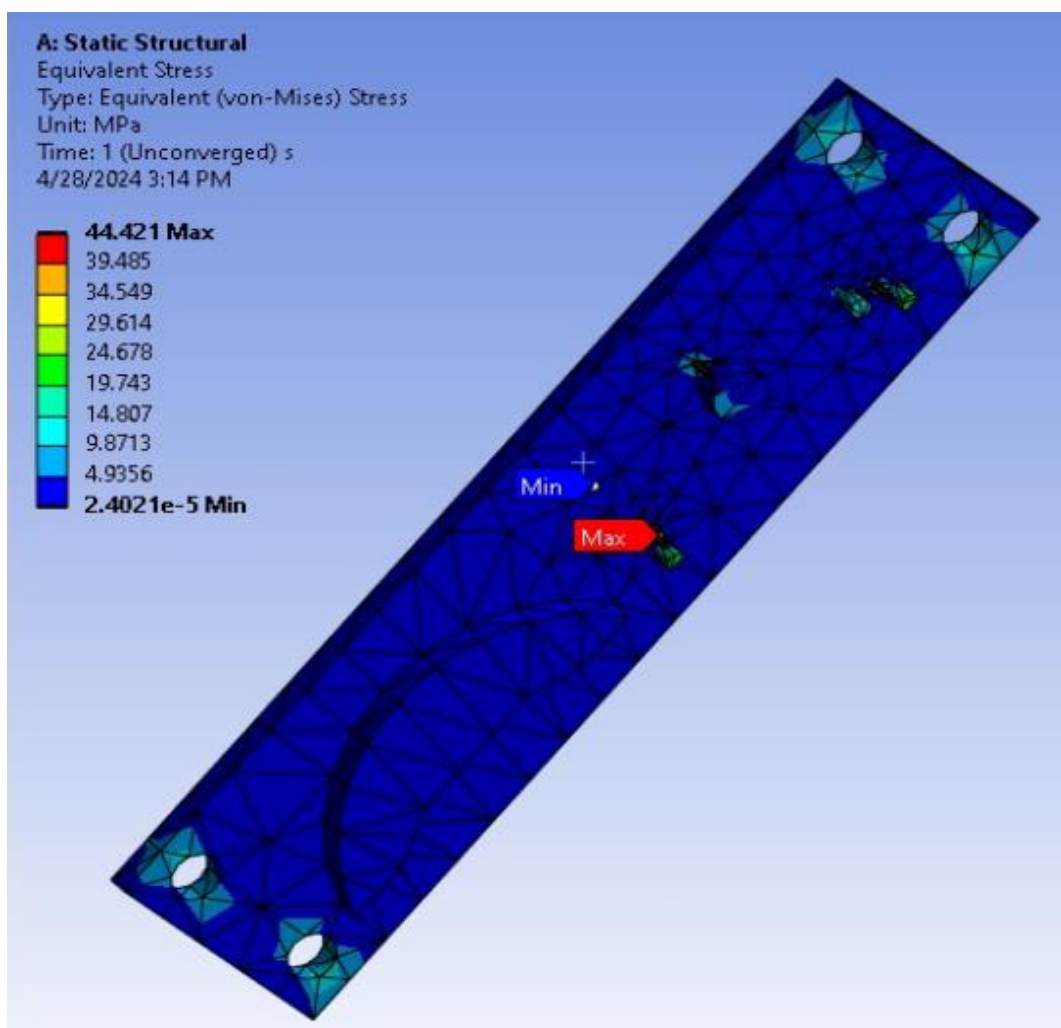 A: Static Structural
Equivalent Stress
Type: Equivalent (von-Mises) Stress
Unit: MPa
Time: 1 (Unconverged) s
4/28/2024 3:14 PM
44.421 Max
39.485
34.549
29.614
24.678
19.743
14.807
9.8713
4.9356
2.4021e-5 Min
Min
Max